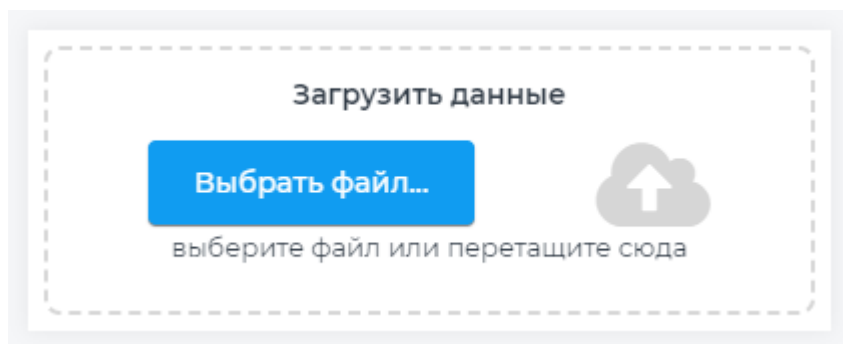 Загрузить данные
Выбрать файл...
выберите файл или перетащите сюда